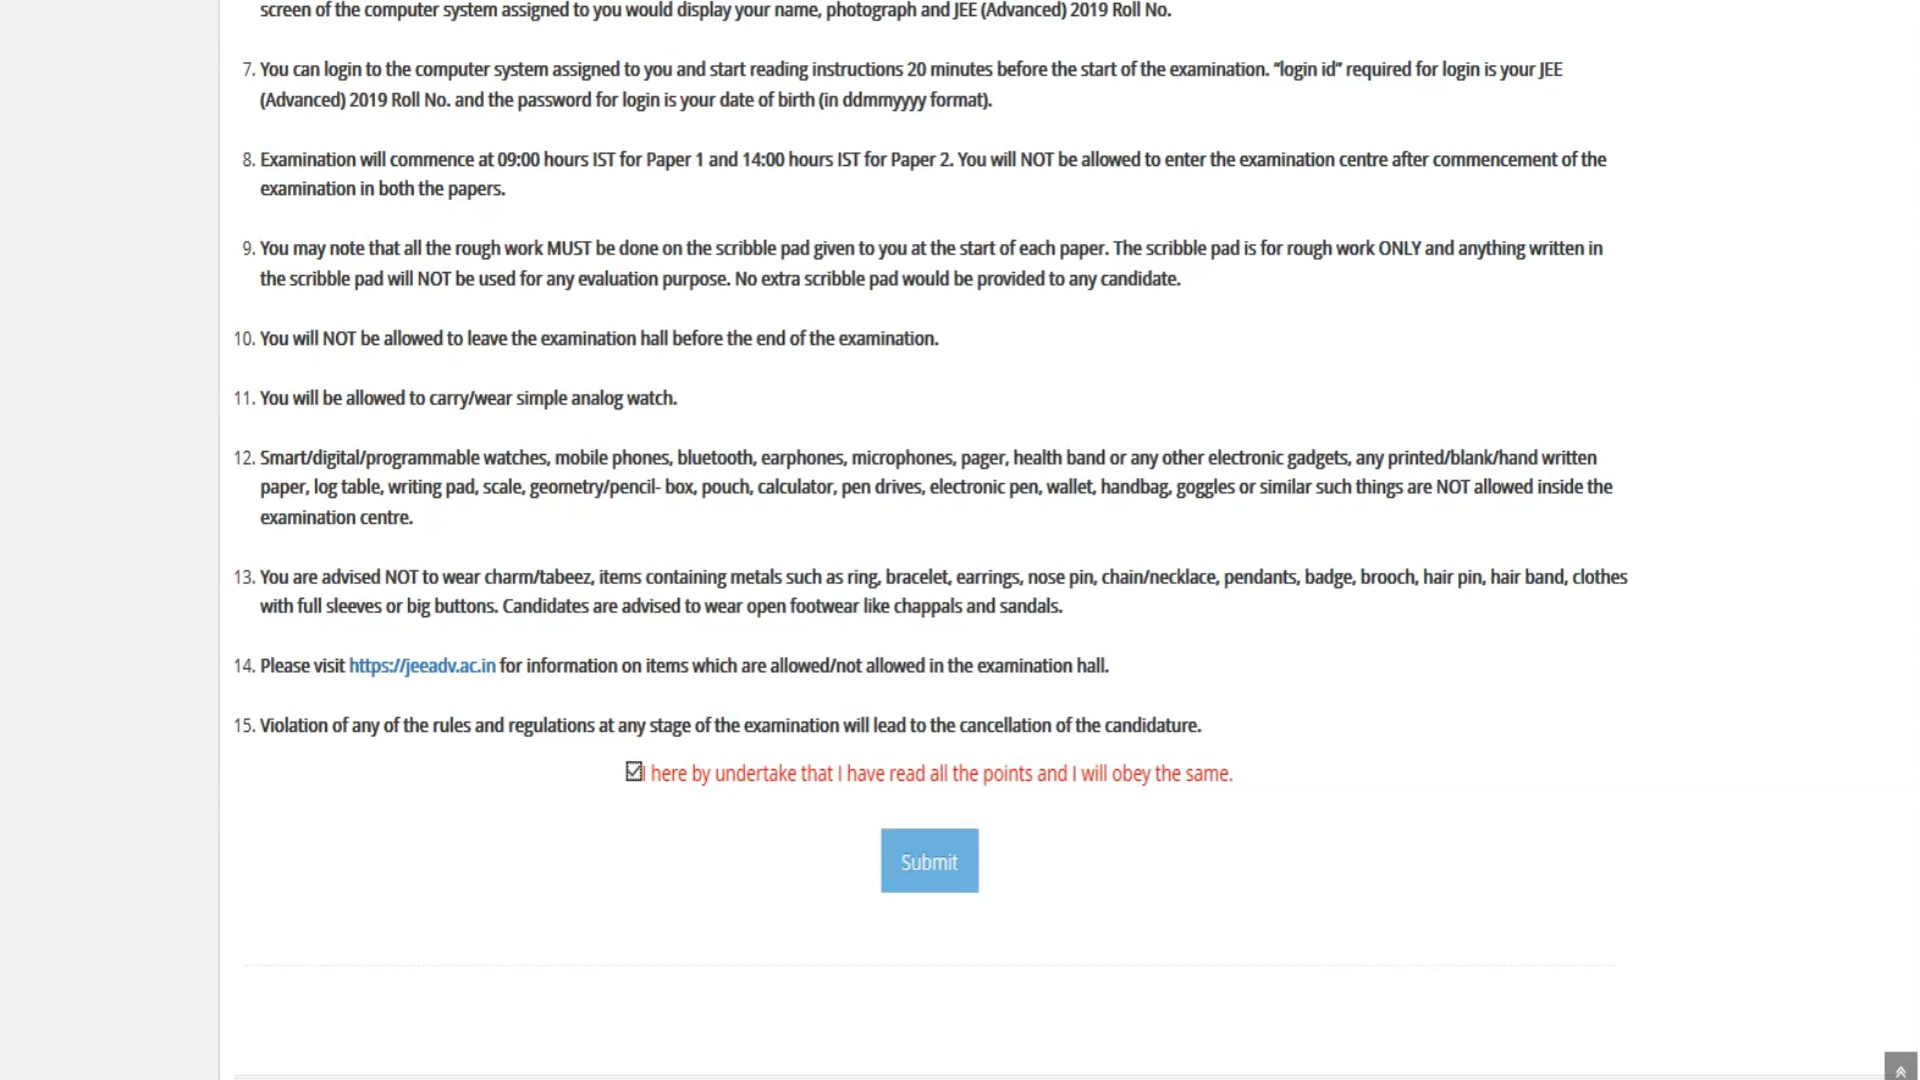 screen of the computer system assigned to you would display your name, photograph and JEE (Advanced) 2019 Roll No.
7. You can login to the computer system assigned to you and start reading instructions 20 minutes before the start of the examination. "login id" required for login is your JEE
(Advanced) 2019 Roll No. and the password for login is your date of birth (in ddmmyyyy format).
8. Examination will commence at 09:00 hours IST for Paper 1 and 14:00 hours IST for Paper 2. You will NOT be allowed to enter the examination centre after commencement of the
examination in both the papers.
9. You may note that all the rough work MUST be done on the scribble pad given to you at the start of each paper. The scribble pad is for rough work ONLY and anything written in
the scribble pad will NOT be used for any evaluation purpose. No extra scribble pad would be provided to any candidate.
10. You will NOT be allowed to leave the examination hall before the end of the examination.
11. You will be allowed to carry/wear simple analog watch.
12. Smart/digital/programmable watches, mobile phones, bluetooth, earphones, microphones, pager, health band or any other electronic gadgets, any printed/blank/hand written
paper, log table, writing pad, scale, geometry/pencil- box, pouch, calculator, pen drives, electronic pen, wallet, handbag, goggles or similar such things are NOT allowed inside the
examination centre.
13. You are advised NOT to wear charm/tabeez, items containing metals such as ring, bracelet, earrings, nose pin, chain/necklace, pendants, badge, brooch, hair pin, hair band, clothes
with full sleeves or big buttons. Candidates are advised to wear open footwear like chappals and sandals.
14. Please visit https://jeeadv.ac.in for information on items which are allowed/not allowed in the examination hall.
15. Violation of any of the rules and regulations at any stage of the examination will lead to the cancellation of the candidature.
I here by undertake that I have read all the points and I will obey the same.
Submit